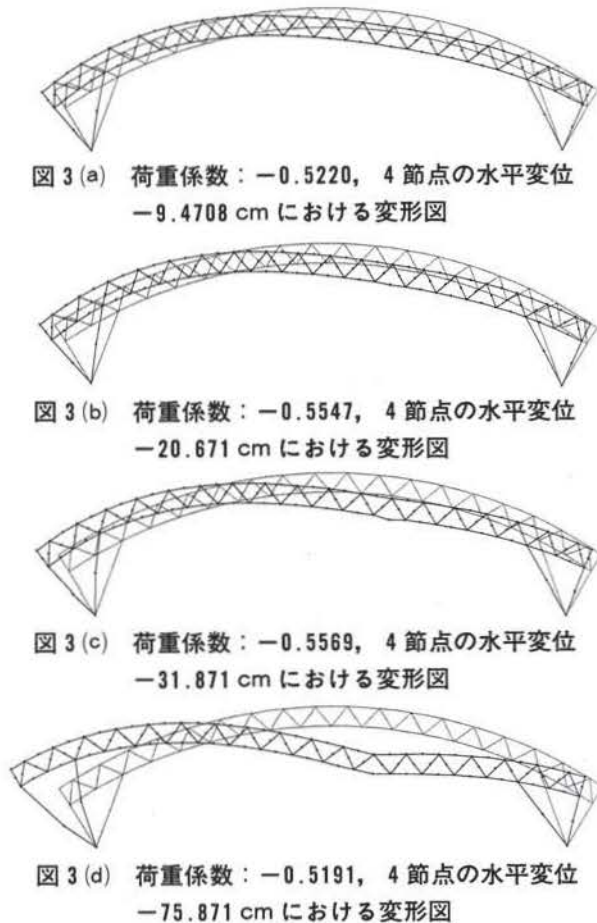 図3(a) 荷重係数:-0.5220, 4節点の水平変位
-9.4708 cm における変形図
図3(b) 荷重係数:-0.5547, 4節点の水平変位
-20.671 cm における変形図
図3(c) 荷重係数:-0.5569, 4節点の水平変位
-31.871 cm における変形図
図3(d) 荷重係数:-0.5191, 4節点の水平変位
-75.871 cm における変形図